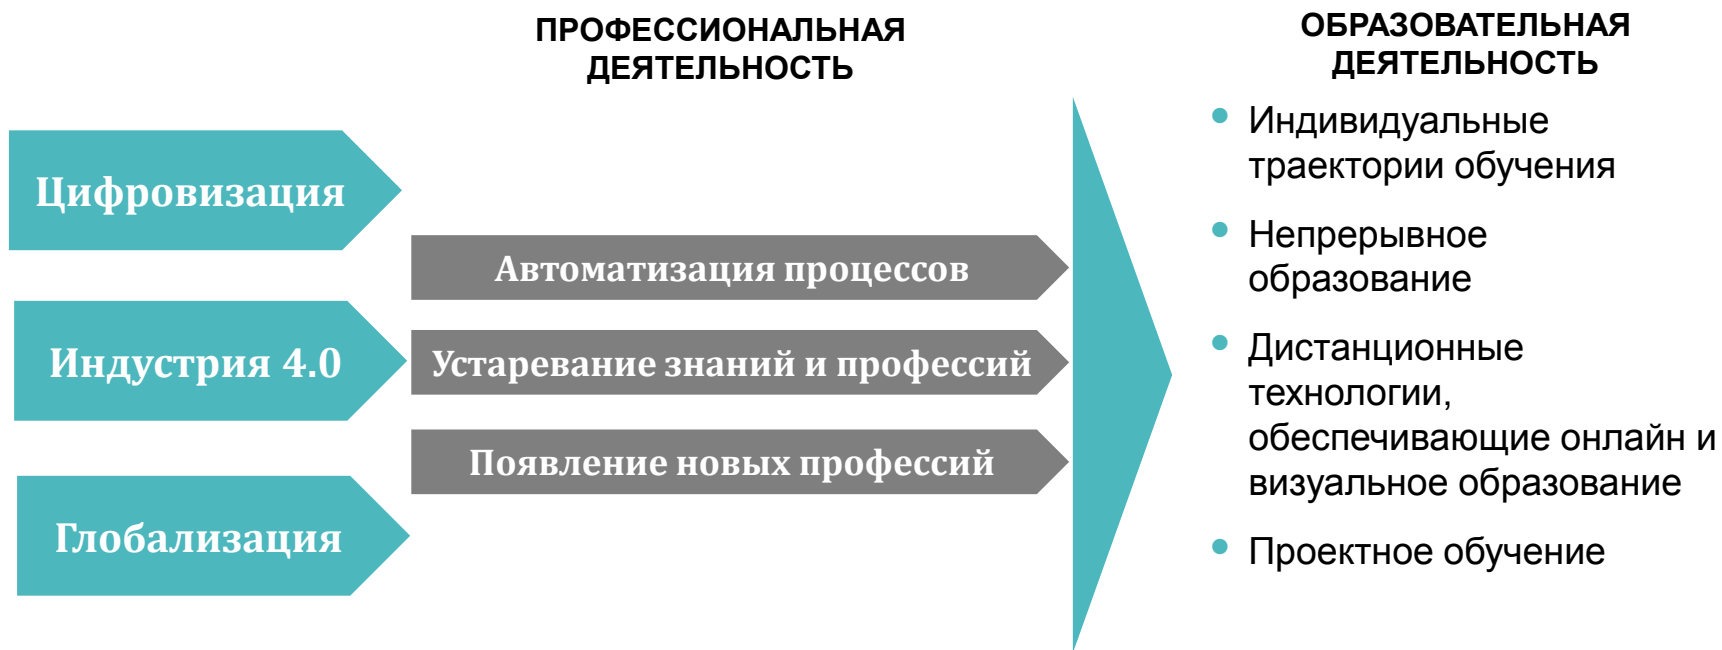 ПРОФЕССИОНАЛЬНАЯ
ДЕЯТЕЛЬНОСТЬ
ОБРАЗОВАТЕЛЬНАЯ
ДЕЯТЕЛЬНОСТЬ
Цифровизация
Индустрия 4.0
Глобализация
Автоматизация процессов
Устаревание знаний и профессий
Появление новых профессий
• Индивидуальные
траектории обучения
• Непрерывное
образование
• Дистанционные
технологии,
обеспечивающие онлайн и
визуальное образование
• Проектное обучение